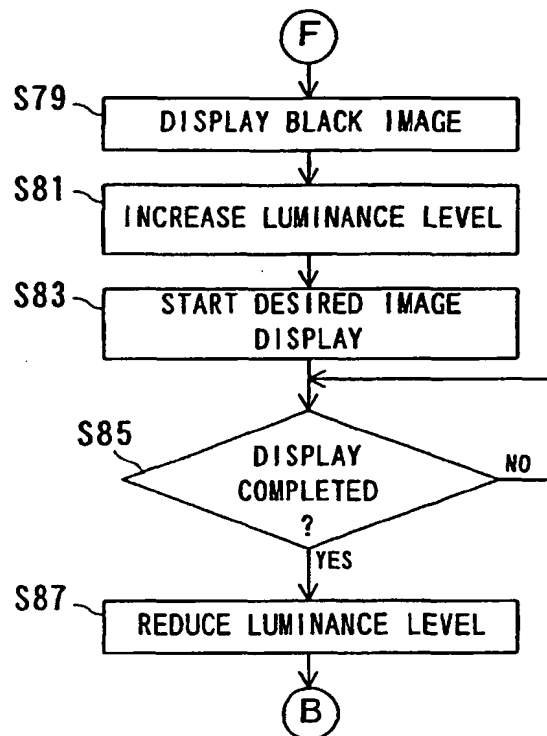 F
S79
DISPLAY BLACK IMAGE
S81
INCREASE LUMINANCE LEVEL
S83
START DESIRED IMAGE
DISPLAY
S85
DISPLAY
COMPLETED
?
NO
YES
S87
REDUCE LUMINANCE LEVEL
B